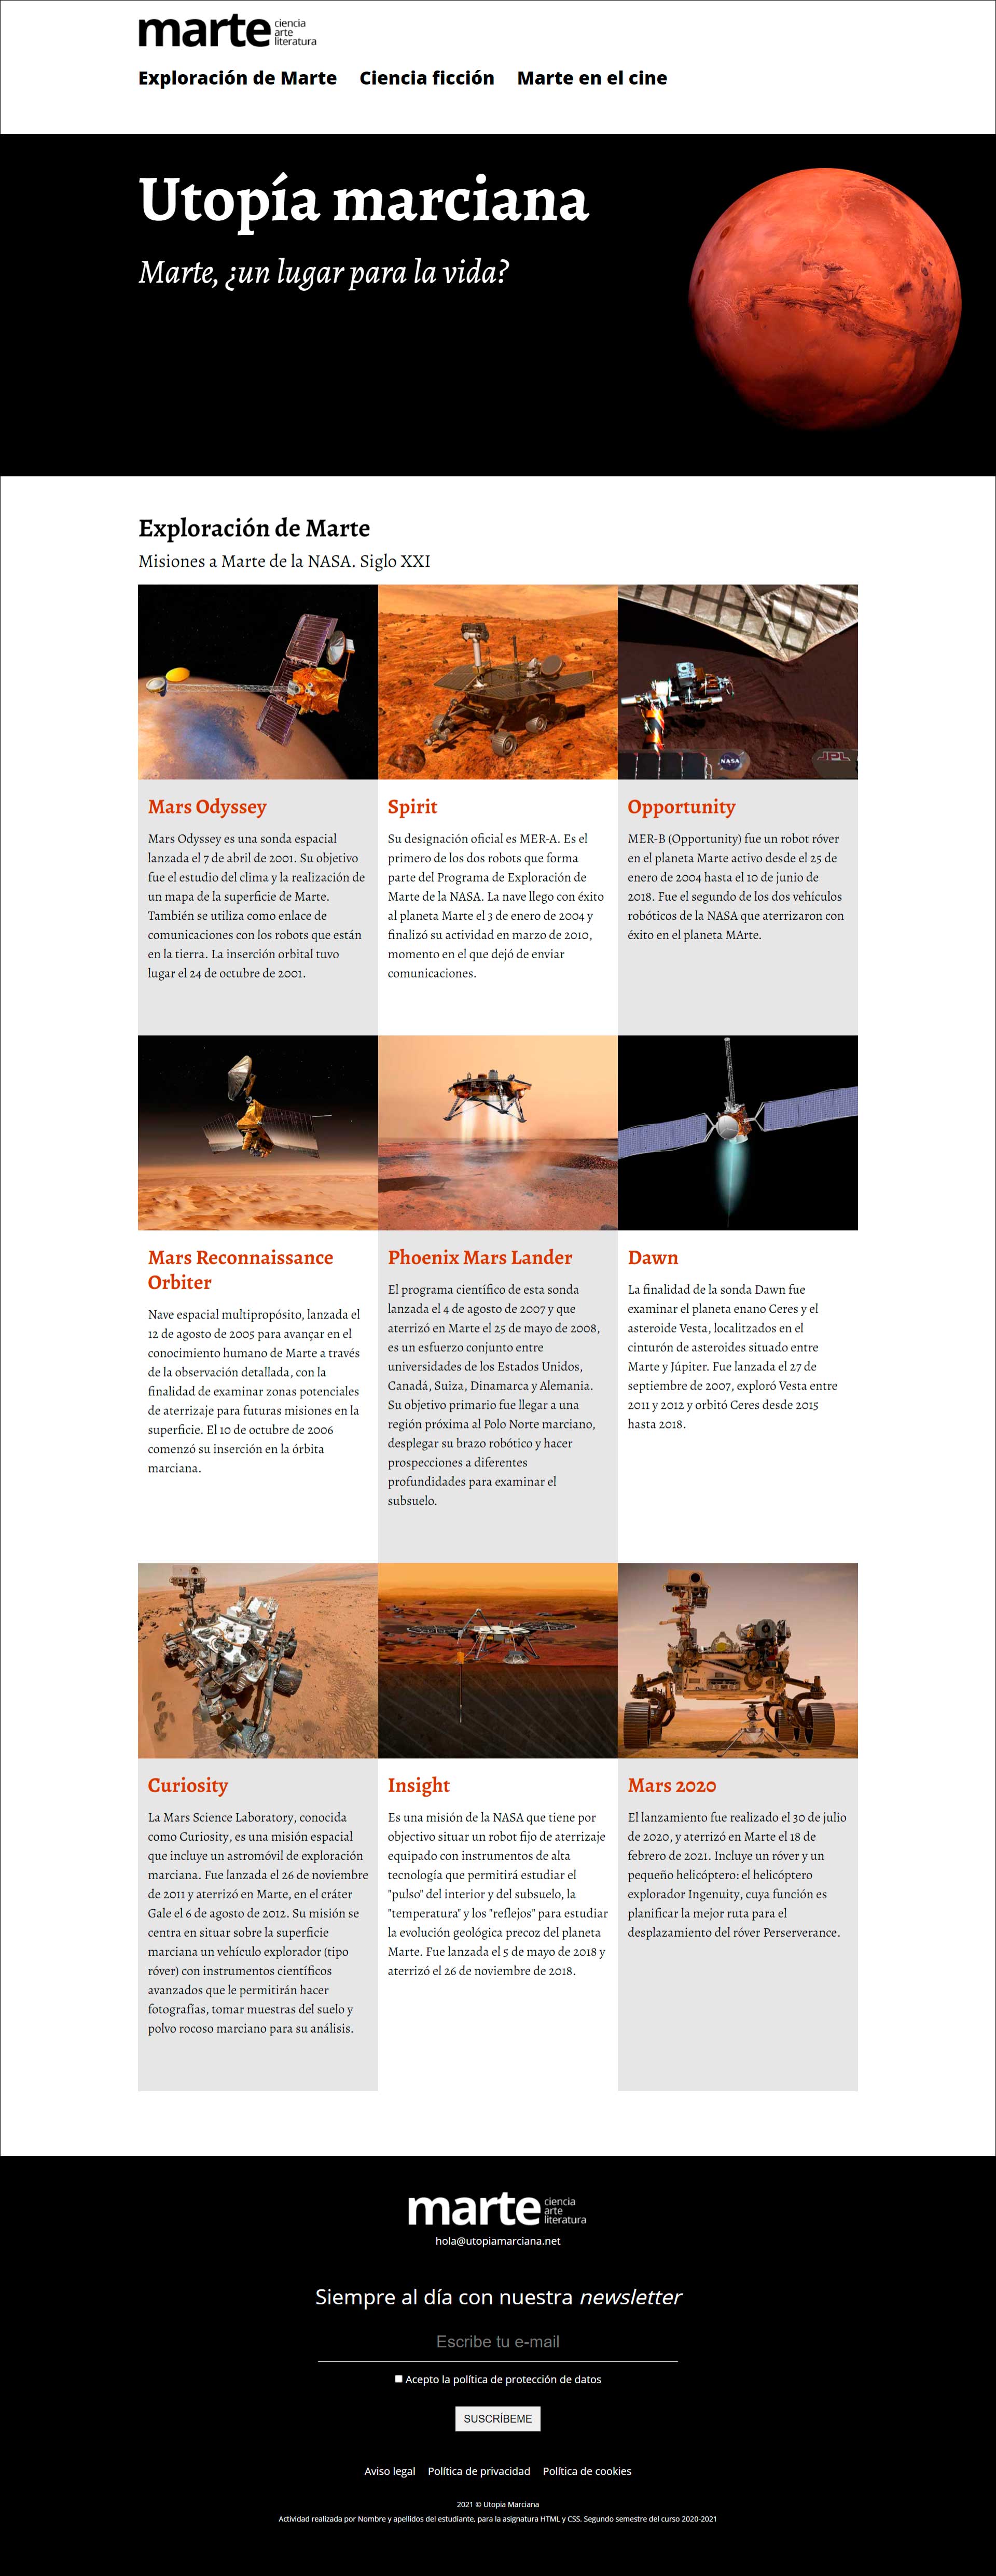 marte
ciencia
arte
literatura
Exploración de Marte Ciencia ficción Marte en el cine
Utopía marciana
Marte, ¿un lugar para la vida?
Exploración de Marte
Misiones a Marte de la NASA. Siglo XXI
NASA
JPL
Mars Odyssey
Mars Odyssey es una sonda espacial
lanzada el 7 de abril de 2001. Su objetivo
fue el estudio del clima y la realización de
un mapa de la superficie de Marte.
También se utiliza como enlace de
comunicaciones con los robots que están
en la tierra. La inserción orbital tuvo
lugar el 24 de octubre de 2001.
Spirit
Su designación oficial es MER-A. Es el
primero de los dos robots que forma
parte del Programa de Exploración de
Marte de la NASA. La nave llego con éxito
al planeta Marte el 3 de enero de 2004 y
finalizó su actividad en marzo de 2010,
momento en el que dejó de enviar
comunicaciones.
Opportunity
MER-B (Opportunity) fue un robot róver
en el planeta Marte activo desde el 25 de
enero de 2004 hasta el 10 de junio de
2018. Fue el segundo de los dos vehículos
robóticos de la NASA que aterrizaron con
éxito en el planeta MArte.
Mars Reconnaissance
Orbiter
Nave espacial multipropósito, lanzada el
12 de agosto de 2005 para avançar en el
conocimiento humano de Marte a través
de la observación detallada, con la
finalidad de examinar zonas potenciales
de aterrizaje para futuras misiones en la
superficie. El 10 de octubre de 2006
comenzó su inserción en la órbita
marciana.
Phoenix Mars Lander
El programa científico de esta sonda
lanzada el 4 de agosto de 2007 y que
aterrizó en Marte el 25 de mayo de 2008,
es un esfuerzo conjunto entre
universidades de los Estados Unidos,
Canadá, Suiza, Dinamarca y Alemania.
Su objetivo primario fue llegar a una
región próxima al Polo Norte marciano,
desplegar su brazo robótico y hacer
prospecciones a diferentes
profundidades para examinar el
subsuelo.
Dawn
La finalidad de la sonda Dawn fue
examinar el planeta enano Ceres y el
asteroide Vesta, localitzados en el
cinturón de asteroides situado entre
Marte y Júpiter. Fue lanzada el 27 de
septiembre de 2007, exploró Vesta entre
2011 y 2012 y orbitó Ceres desde 2015
hasta 2018.
Curiosity
La Mars Science Laboratory, conocida
como Curiosity, es una misión espacial
que incluye un astromóvil de exploración
marciana. Fue lanzada el 26 de noviembre
de 2011 y aterrizó en Marte, en el cráter
Gale el 6 de agosto de 2012. Su misión se
centra en situar sobre la superficie
marciana un vehículo explorador (tipo
róver) con instrumentos científicos
avanzados que le permitirán hacer
fotografías, tomar muestras del suelo y
polvo rocoso marciano para su análisis.
Insight
Es una misión de la NASA que tiene por
objectivo situar un robot fijo de aterrizaje
equipado con instrumentos de alta
tecnología que permitirá estudiar el
"pulso" del interior y del subsuelo, la
"temperatura" y los "reflejos" para estudiar
la evolución geológica precoz del planeta
Marte. Fue lanzada el 5 de mayo de 2018 y
aterrizó el 26 de noviembre de 2018.
Mars 2020
El lanzamiento fue realizado el 30 de julio
de 2020, y aterrizó en Marte el 18 de
febrero de 2021. Incluye un róver y un
pequeño helicóptero: el helicóptero
explorador Ingenuity, cuya función es
planificar la mejor ruta para el
desplazamiento del róver Perserverance.
marte
ciencia
arte
literatura
hola@utopiamarciana.net
Siempre al día con nuestra newsletter
Escribe tu e-mail
Acepto la política de protección de datos
SUSCRÍBEME
Aviso legal Política de privacidad Política de cookies
2021 © Utopia Marciana
Actividad realizada por Nombre y apellidos del estudiante, para la asignatura HTML y CSS. Segundo semestre del curso 2020-2021